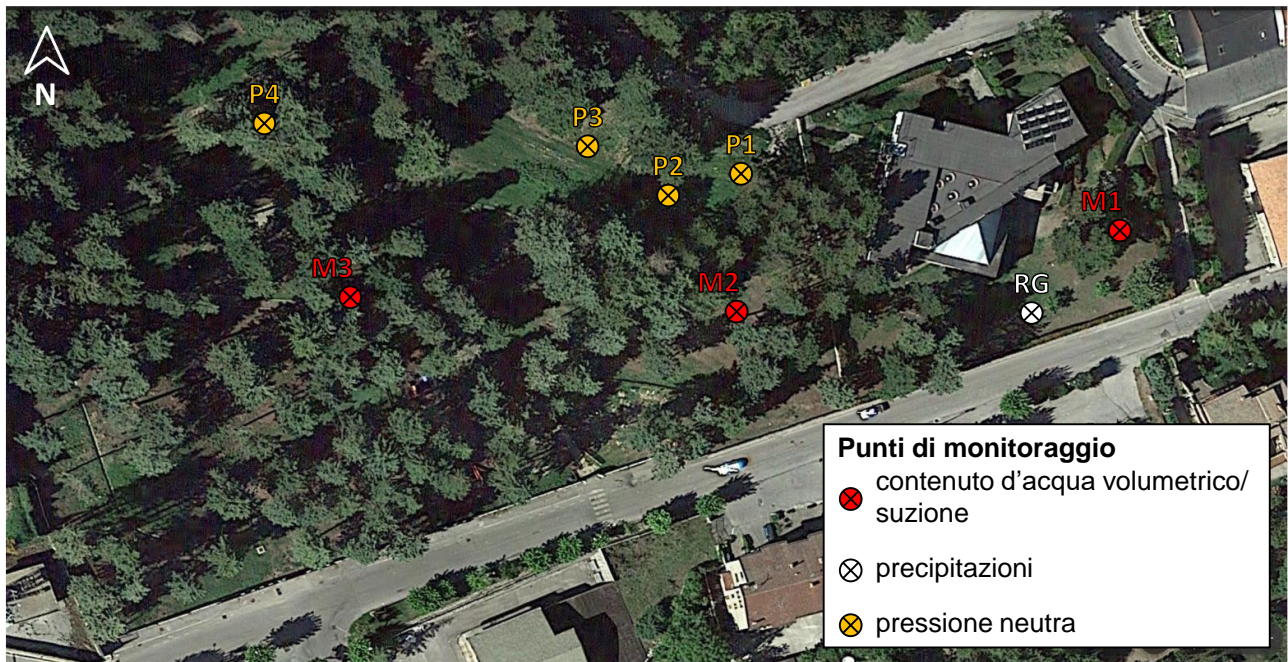 N
P4
P3
P1
P2
M1
M3
M2
RG
Punti di monitoraggio
contenuto d'acqua volumetrico/
suzione
precipitazioni
pressione neutra